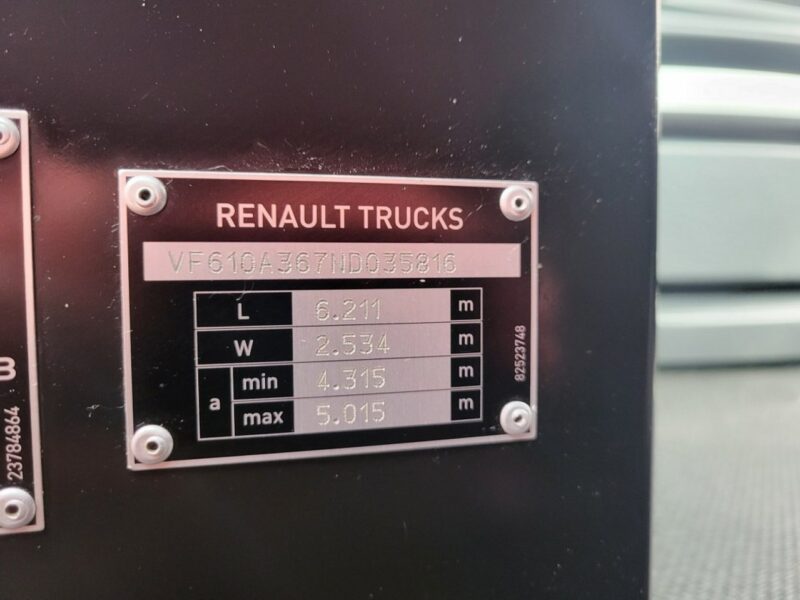 RENAULT TRUCKS
VF610A367ND035816
L 6.211 m
W 2.534 m
a min 4.315 m
max 5.015 m
82523748
B
23784864